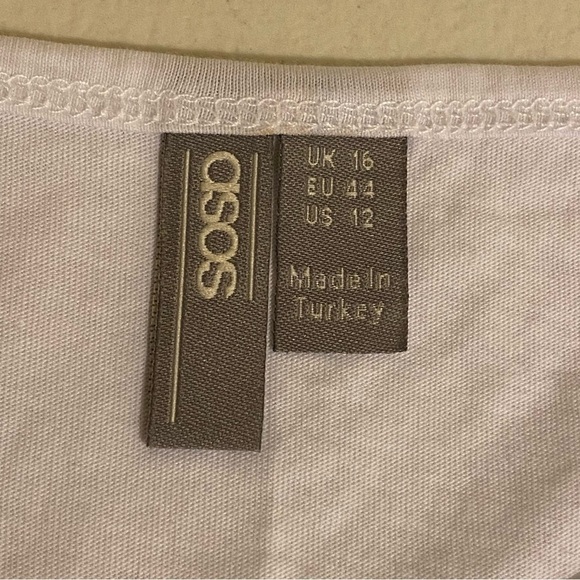 asos
UK 16
EU 44
US 12
Made In
Turkey